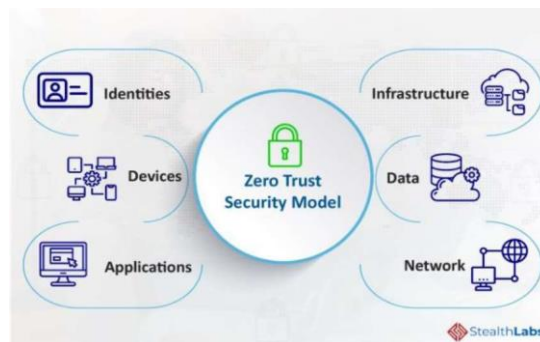 Identities
Devices
Applications
Zero Trust
Security Model
Infrastructure
Data
Network
StealthLabs